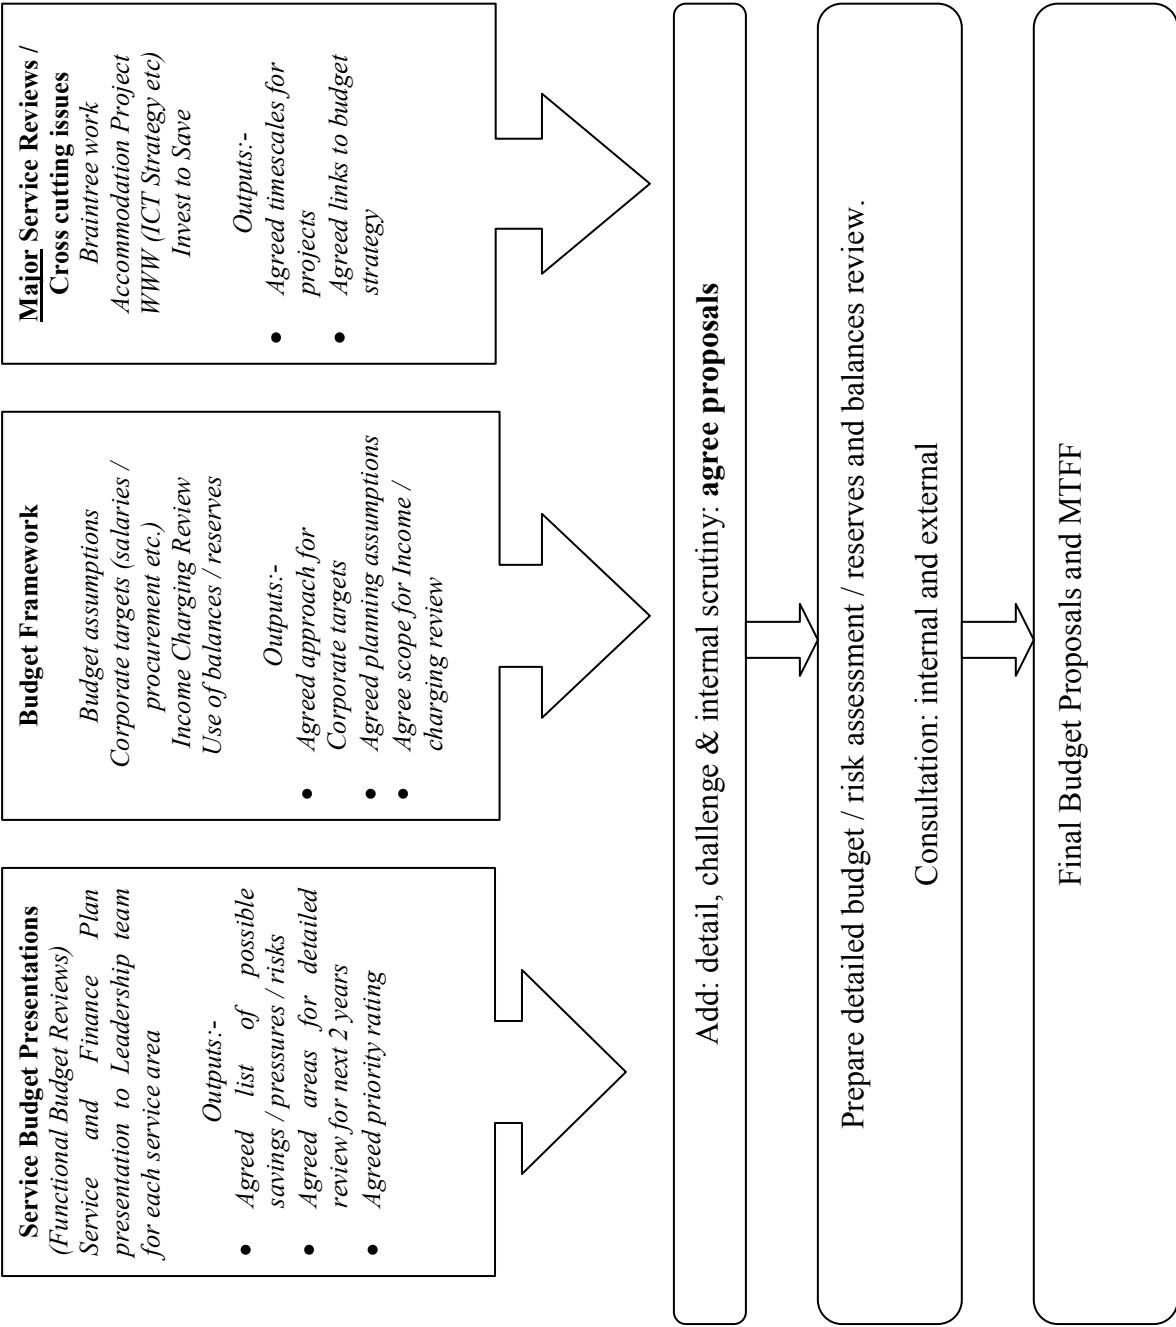 Service Budget Presentations
(Functional Budget Reviews)
Service and Finance Plan
presentation to Leadership team
for each service area
Outputs:-
• Agreed list of possible
savings / pressures / risks
• Agreed areas for detailed
review for next 2 years
• Agreed priority rating
Budget Framework
Budget assumptions
Corporate targets (salaries /
procurement etc.)
Income Charging Review
Use of balances / reserves
Outputs:-
• Agreed approach for
Corporate targets
• Agreed planning assumptions
• Agree scope for Income /
charging review
Major Service Reviews /
Cross cutting issues
Braintree work
Accommodation Project
WWW (ICT Strategy etc)
Invest to Save
Outputs:-
• Agreed timescales for
projects
• Agreed links to budget
strategy
Add: detail, challenge & internal scrutiny: agree proposals
Prepare detailed budget / risk assessment / reserves and balances review.
Consultation: internal and external
Final Budget Proposals and MTFF